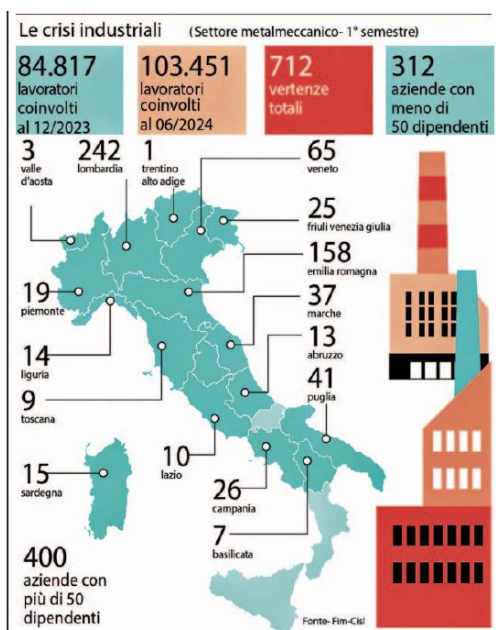 Le crisi industriali (Settore metalmeccanico- 1° semestre)
84.817
lavoratori
coinvolti
al 12/2023
103.451
lavoratori
coinvolti
al 06/2024
712
vertenze
totali
312
aziende con
meno di
50 dipendenti
3
valle
d'aosta
242
lombardia
1
trentino
alto adige
65
veneto
25
friuli venezia giulia
158
emilia romagna
19
piemonte
37
marche
14
liguria
13
abruzzo
9
toscana
41
puglia
10
lazio
15
sardegna
26
campania
7
basilicata
400
aziende con
più di 50
dipendenti
Fonte- Fim-Cisl